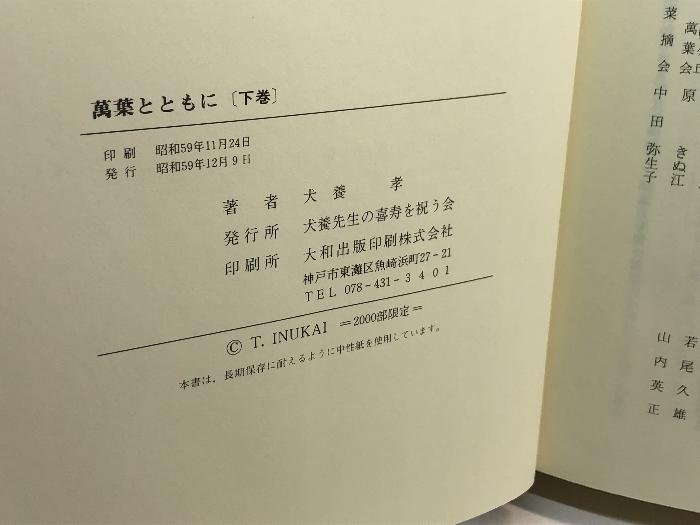 萬葉とともに〔下巻〕
印刷 昭和59年11月24日
発行 昭和59年12月9日
著者 犬養孝
発行所 犬養先生の喜寿を祝う会
印刷所 大和出版印刷株式会社
神戸市東灘区魚崎浜町27-21
TEL 078-431-3401
© T. INUKAI =2000部限定=
本書は,長期保存に耐えるように中性紙を使用しています。
きぬ江
若尾久雄
菜摘会
中田弥生子
山内英正